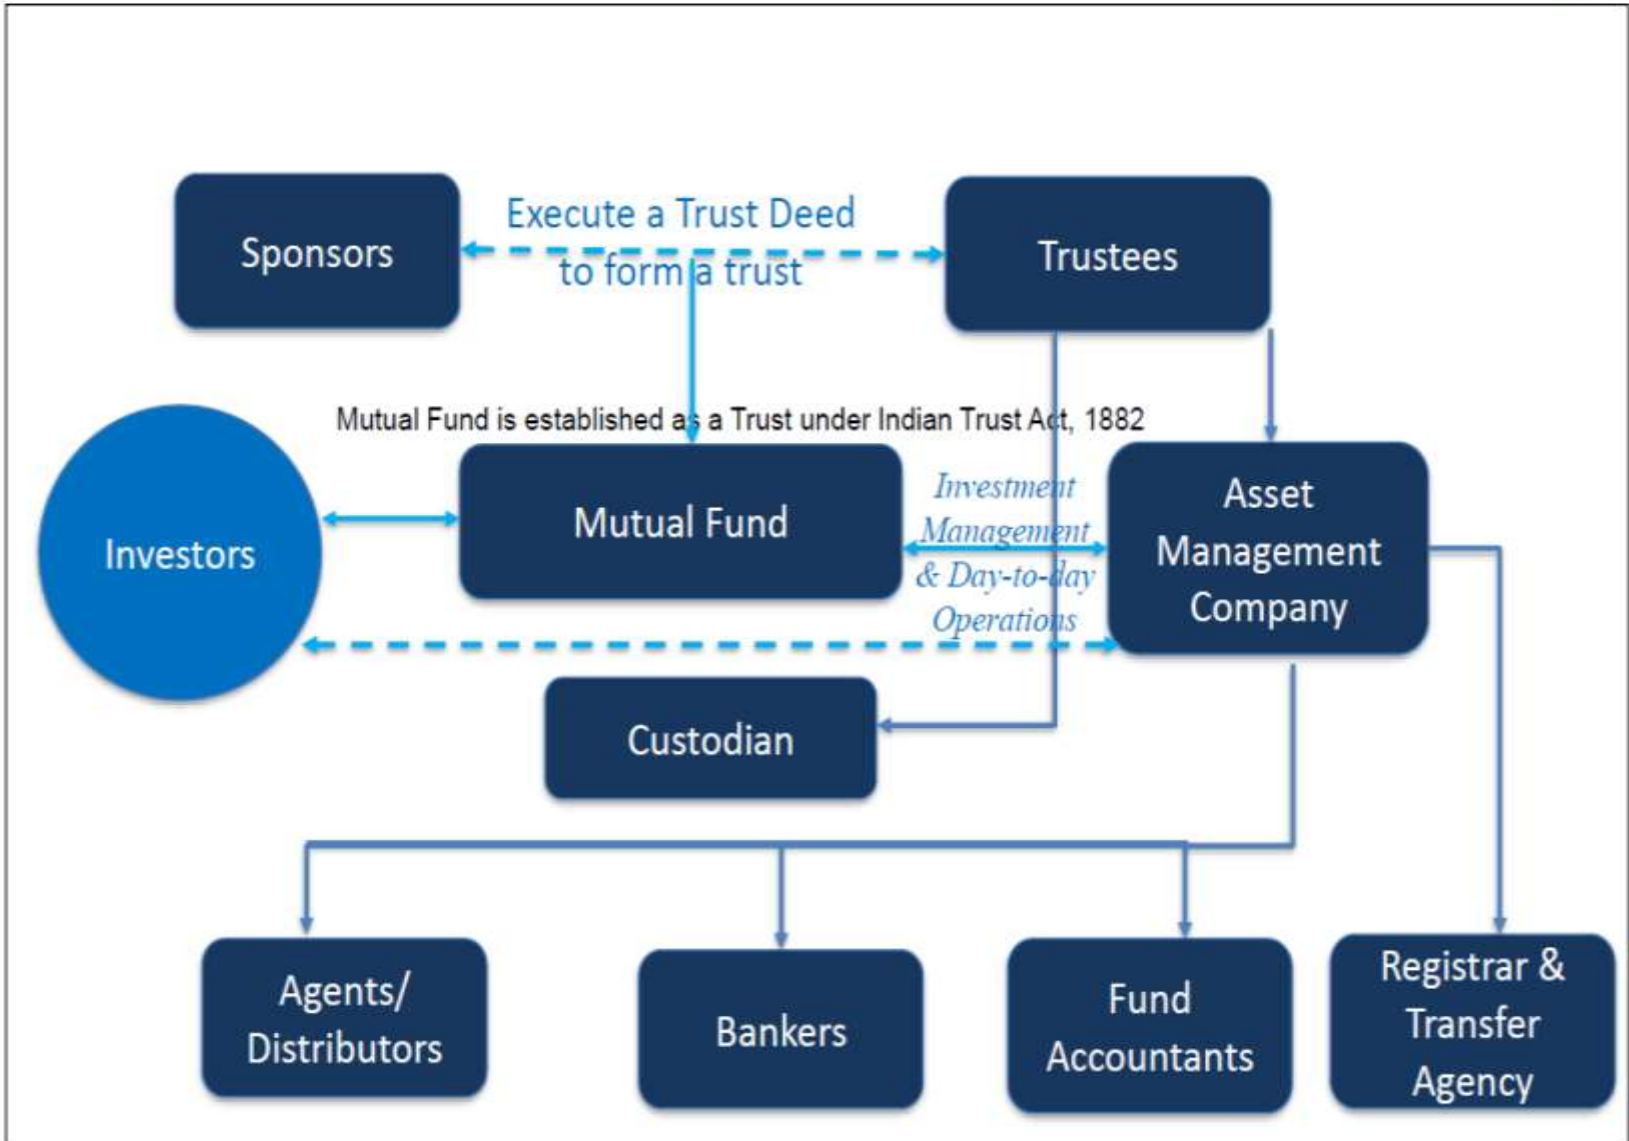 Sponsors
Execute a Trust Deed
to form a trust
Trustees
Mutual Fund is established as a Trust under Indian Trust Act, 1882
Investors
Mutual Fund
Investment
Management
& Day-to-day
Operations
Asset
Management
Company
Custodian
Agents/
Distributors
Bankers
Fund
Accountants
Registrar &
Transfer
Agency